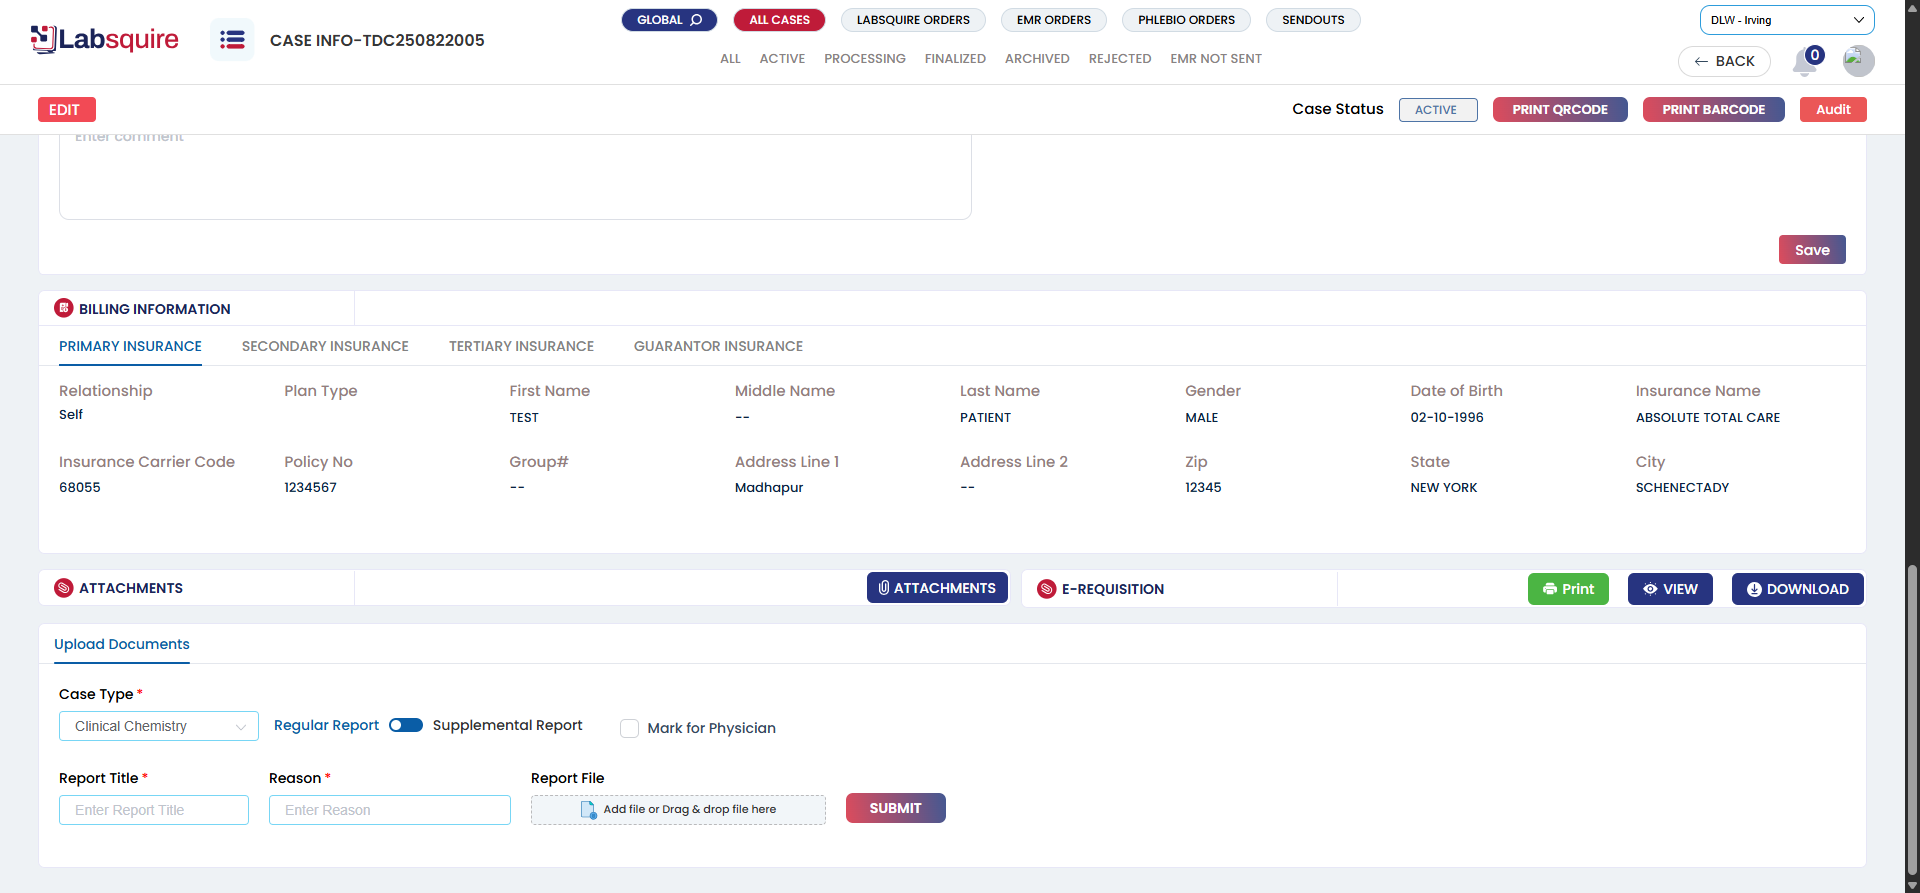 Labsquire
CASE INFO-TDC250822005
GLOBAL
ALL CASES
LABSQUIRE ORDERS
EMR ORDERS
PHLEBIO ORDERS
SENDOUTS
DLW - Irving
ALL
ACTIVE
PROCESSING
FINALIZED
ARCHIVED
REJECTED
EMR NOT SENT
BACK
0
EDIT
Case Status
ACTIVE
PRINT QRCODE
PRINT BARCODE
Audit
Enter comment
Save
BILLING INFORMATION
PRIMARY INSURANCE
SECONDARY INSURANCE
TERTIARY INSURANCE
GUARANTOR INSURANCE
Relationship
Self
Plan Type
First Name
TEST
Middle Name
--
Last Name
PATIENT
Gender
MALE
Date of Birth
02-10-1996
Insurance Name
ABSOLUTE TOTAL CARE
Insurance Carrier Code
68055
Policy No
1234567
Group#
--
Address Line 1
Madhapur
Address Line 2
--
Zip
12345
State
NEW YORK
City
SCHENECTADY
ATTACHMENTS
ATTACHMENTS
E-REQUISITION
Print
VIEW
DOWNLOAD
Upload Documents
Case Type *
Clinical Chemistry
Regular Report
Supplemental Report
Mark for Physician
Report Title *
Enter Report Title
Reason *
Enter Reason
Report File
Add file or Drag & drop file here
SUBMIT